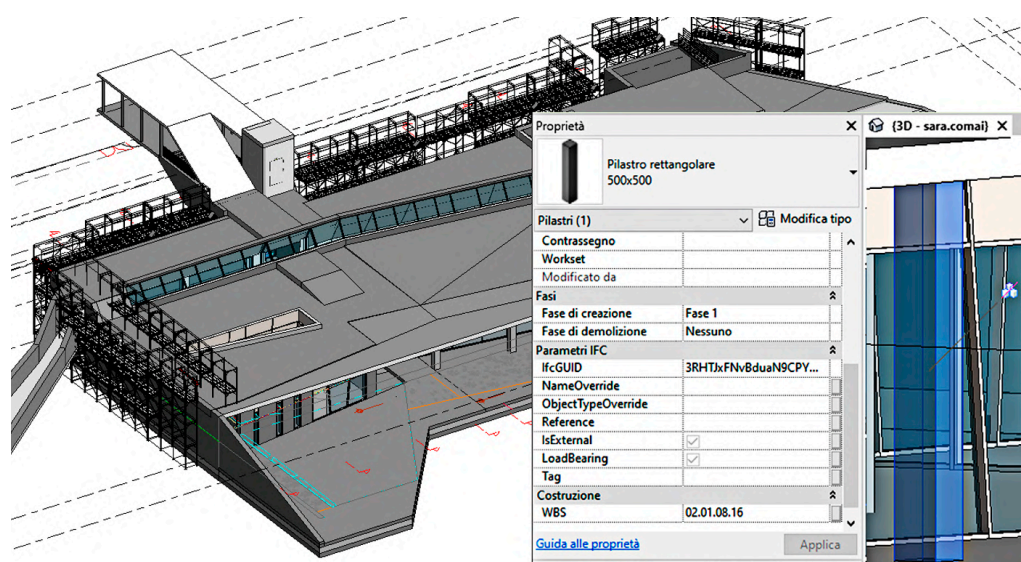 Proprietà
{3D - sara.comai}
Pilastro rettangolare
500x500
Pilastri (1)
Modifica tipo
Contrassegno
Workset
Modificato da
Fasi
Fase di creazione Fase 1
Fase di demolizione Nessuno
Parametri IFC
IfcGUID 3RHTJxFNvBduaN9CPY...
NameOverride
ObjectTypeOverride
Reference
IsExternal
LoadBearing
Tag
Costruzione
WBS 02.01.08.16
Guida alle proprietà
Applica